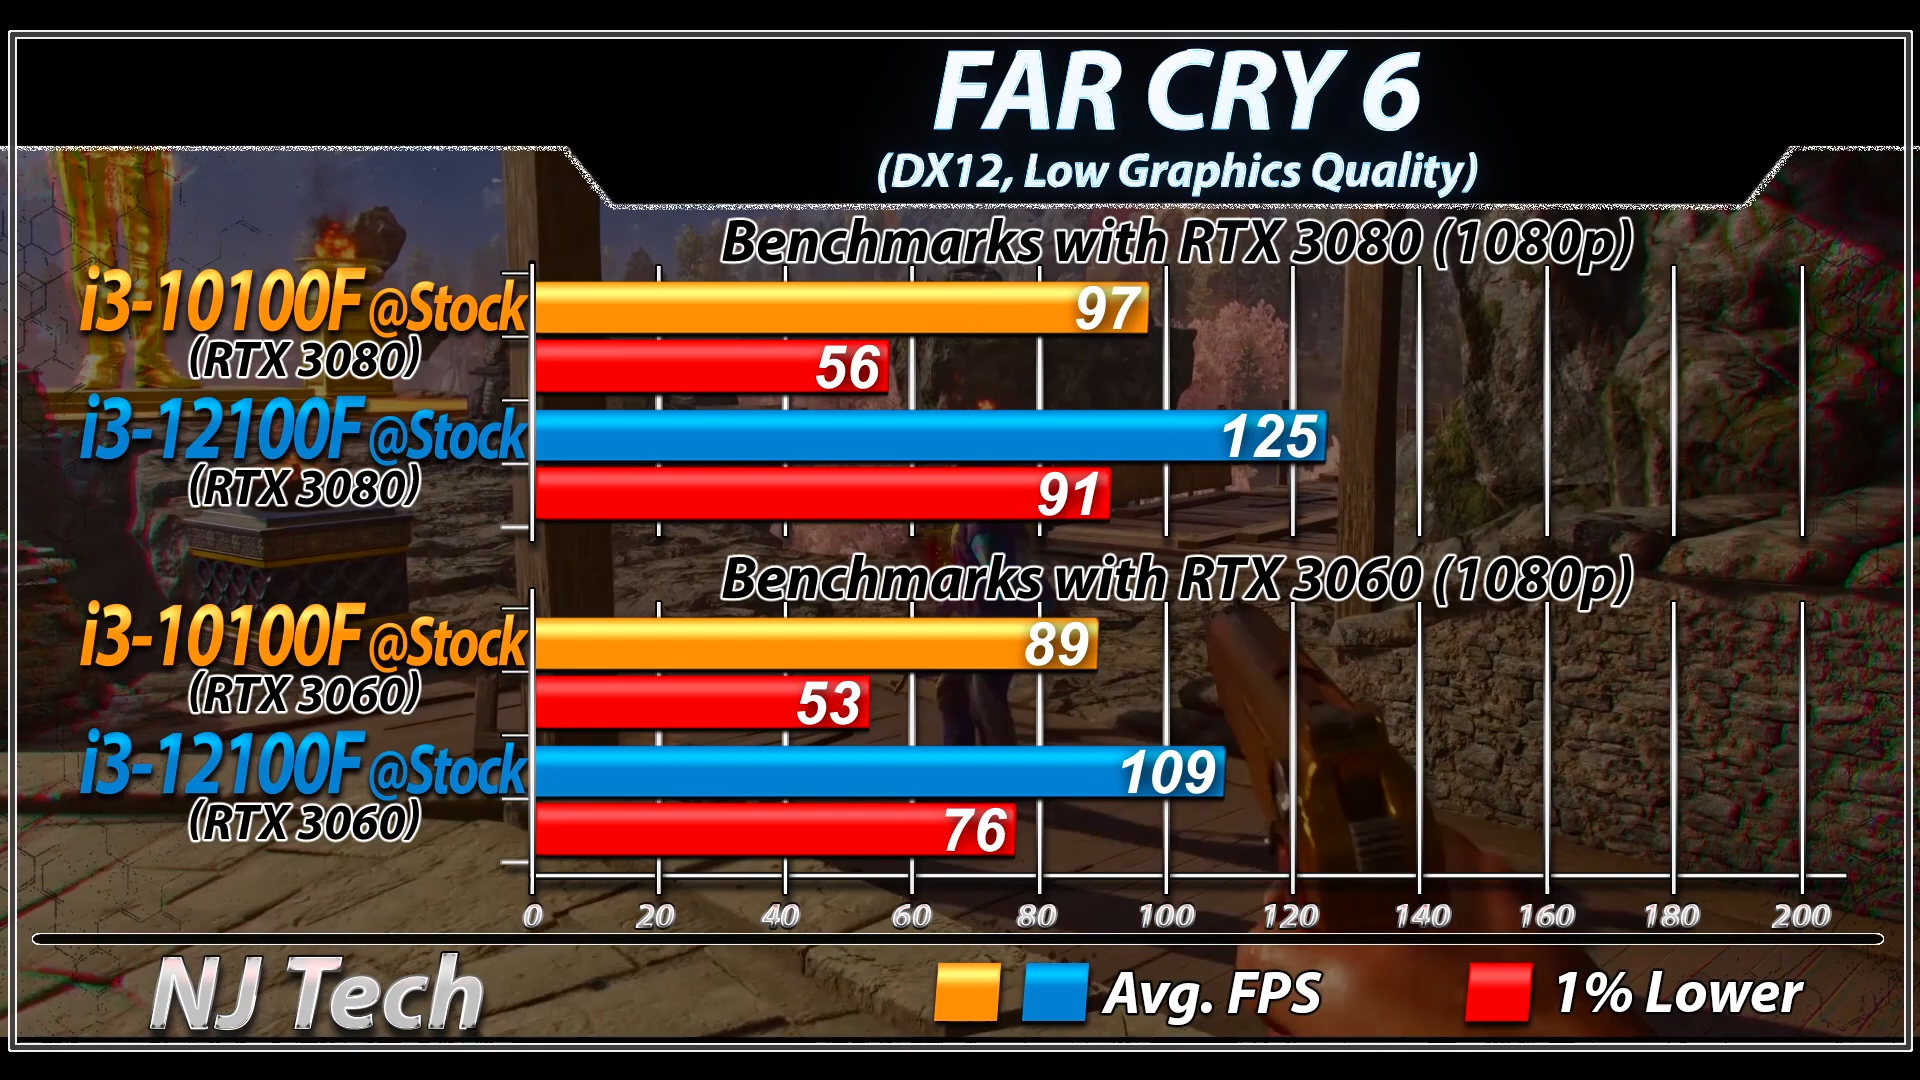 FAR CRY 6
(DX12, Low Graphics Quality)
Benchmarks with RTX 3080 (1080p)
i3-10100F @Stock
(RTX 3080)
97
56
i3-12100F @Stock
(RTX 3080)
125
91
Benchmarks with RTX 3060 (1080p)
i3-10100F @Stock
(RTX 3060)
89
53
i3-12100F @Stock
(RTX 3060)
109
76
0 20 40 60 80 100 120 140 160 180 200
NJ Tech
Avg. FPS
1% Lower